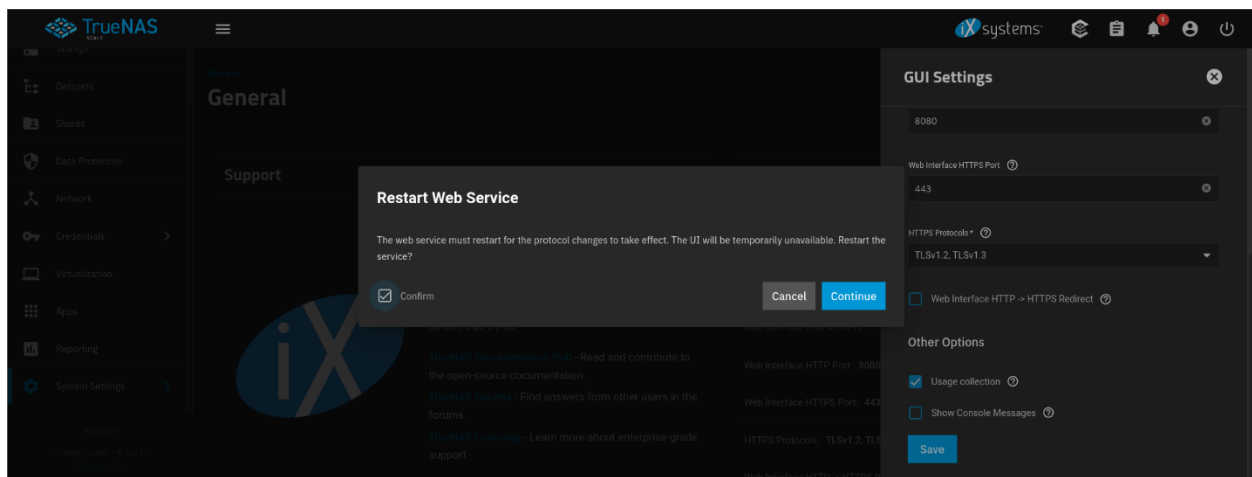 TrueNAS
SCALE
iXsystems
Storage
Datasets
Shares
Data Protection
Network
Credentials
Virtualization
Apps
Reporting
System Settings
System
General
Support
Restart Web Service
The web service must restart for the protocol changes to take effect. The UI will be temporarily unavailable. Restart the
service?
Confirm
Cancel
Continue
TrueNAS Documentation Hub - Read and contribute to
the open-source documentation.
TrueNAS Forums - Find answers from other users in the
forums.
TrueNAS Licensing - Learn more about enterprise-grade
support.
Web Interface HTTP Port: 8080
Web Interface HTTPS Port: 443
HTTPS Protocols: TLSv1.2, TLS
GUI Settings
8080
Web Interface HTTPS Port
443
HTTPS Protocols *
TLSv1.2, TLSv1.3
Web Interface HTTP -> HTTPS Redirect
Other Options
Usage collection
Show Console Messages
Save